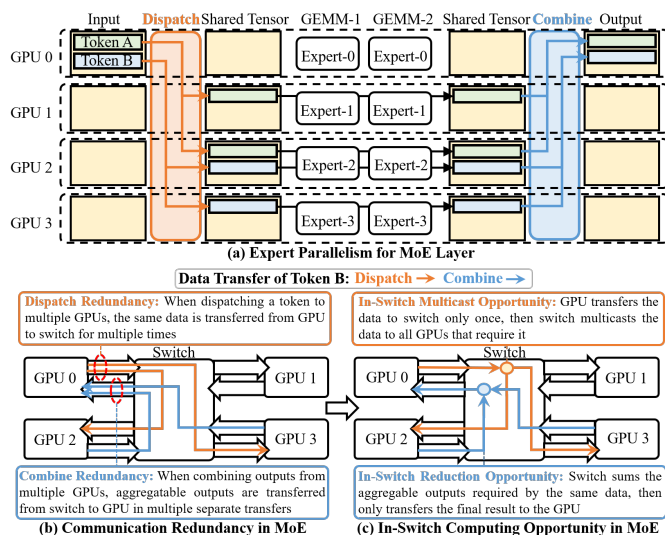 Input Dispatch Shared Tensor GEMM-1 GEMM-2 Shared Tensor Combine Output
GPU 0
Token A
Token B
Expert-0 Expert-0
GPU 1
Expert-1 Expert-1
GPU 2
Expert-2 Expert-2
GPU 3
Expert-3 Expert-3
(a) Expert Parallelism for MoE Layer
Data Transfer of Token B: Dispatch Combine
Dispatch Redundancy: When dispatching a token to
multiple GPUs, the same data is transferred from GPU
to switch for multiple times
Switch
GPU 0
GPU 1
GPU 2
GPU 3
Combine Redundancy: When combining outputs from
multiple GPUs, aggregatable outputs are transferred
from switch to GPU in multiple separate transfers
(b) Communication Redundancy in MoE
In-Switch Multicast Opportunity: GPU transfers the
data to switch only once, then switch multicasts the
data to all GPUs that require it
Switch
GPU 0
GPU 1
GPU 2
GPU 3
In-Switch Reduction Opportunity: Switch sums the
aggregable outputs required by the same data, then
only transfers the final result to the GPU
(c) In-Switch Computing Opportunity in MoE